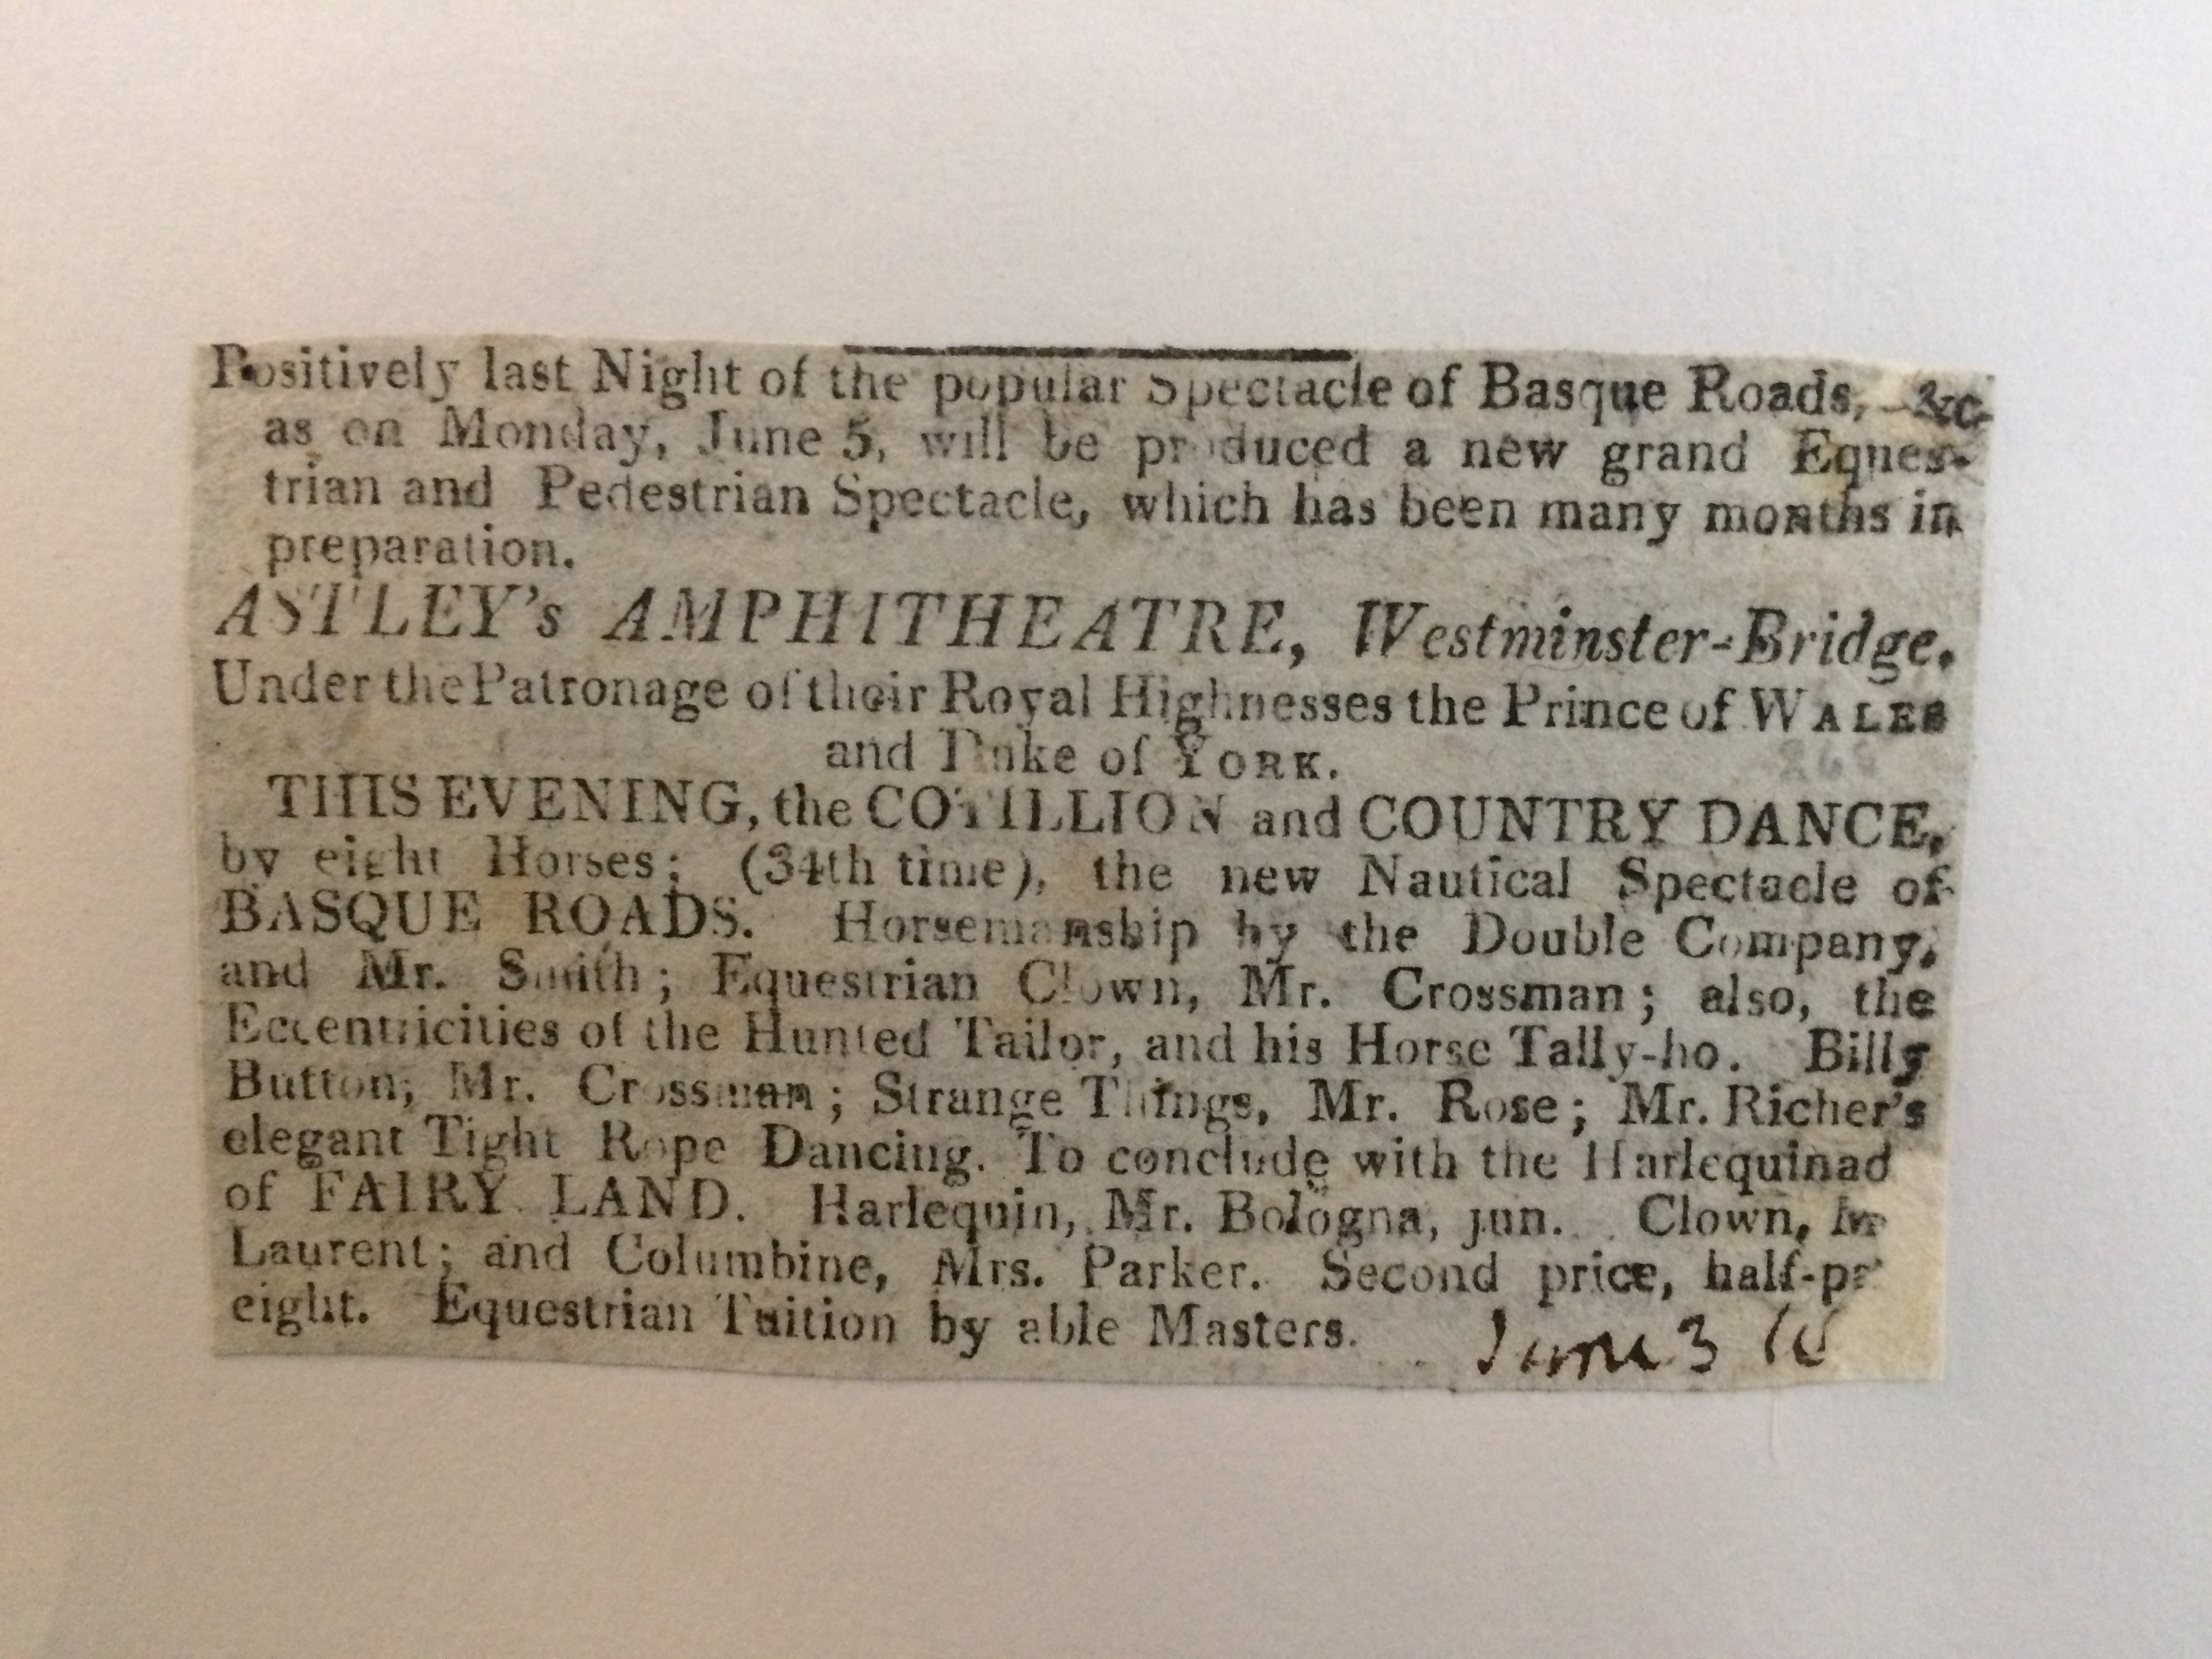 Positively last Night of the popular Spectacle of Basque Roads, &c
as on Monday, June 5, will be produced a new grand Eques-
trian and Pedestrian Spectacle, which has been many months in
preparation.
ASTLEY's AMPHITHEATRE, Westminster-Bridge.
Under the Patronage of their Royal Highnesses the Prince of WALES
and Duke of YORK.
THIS EVENING, the COTILLION and COUNTRY DANCE,
by eight Horses; (34th time), the new Nautical Spectacle of
BASQUE ROADS. Horsemanship by the Double Company,
and Mr. Smith; Equestrian Clown, Mr. Crossman; also, the
Eccentricities of the Hunted Tailor, and his Horse Tally-ho. Billy
Button, Mr. Crossman; Strange Things, Mr. Rose; Mr. Richer's
elegant Tight Rope Dancing. To conclude with the Harlequinad
of FAIRY LAND. Harlequin, Mr. Bologna, jun. Clown,
Laurent; and Columbine, Mrs. Parker. Second price,
eight. Equestrian Tuition by able Masters.
June 3